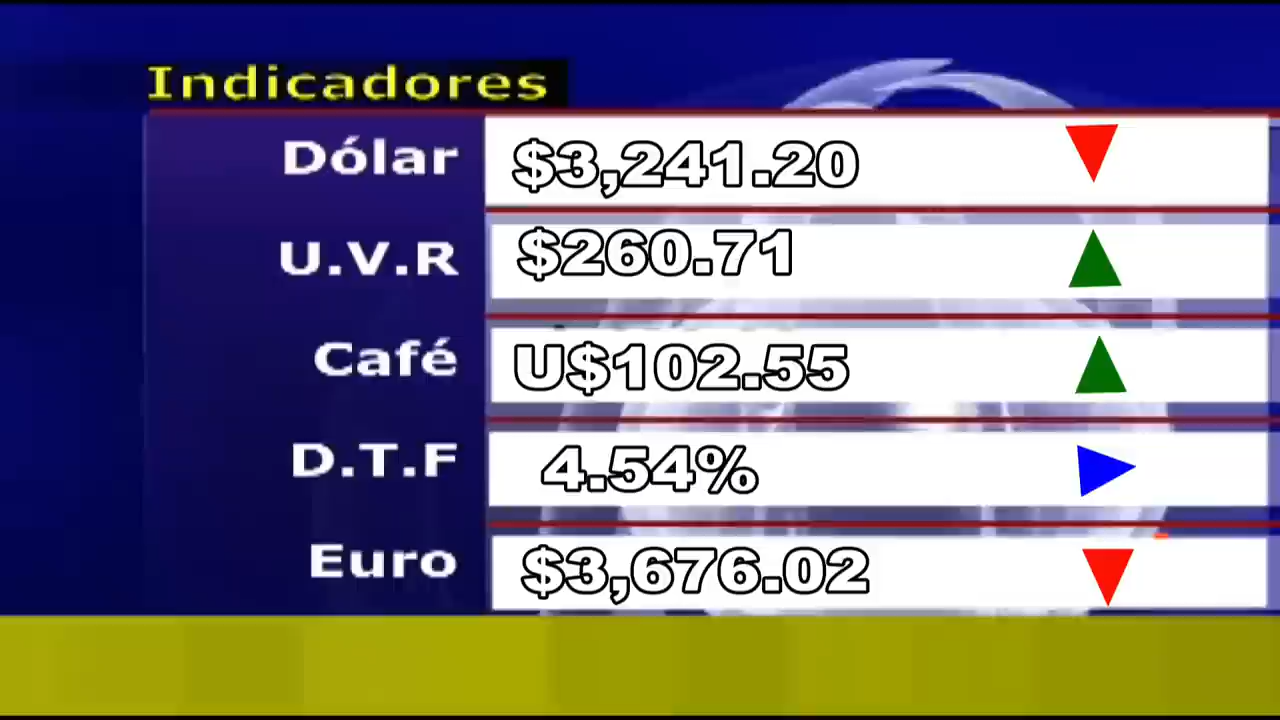 Indicadores
Dólar $3,241.20
U.V.R $260.71
Café U$102.55
D.T.F 4.54%
Euro $3,676.02